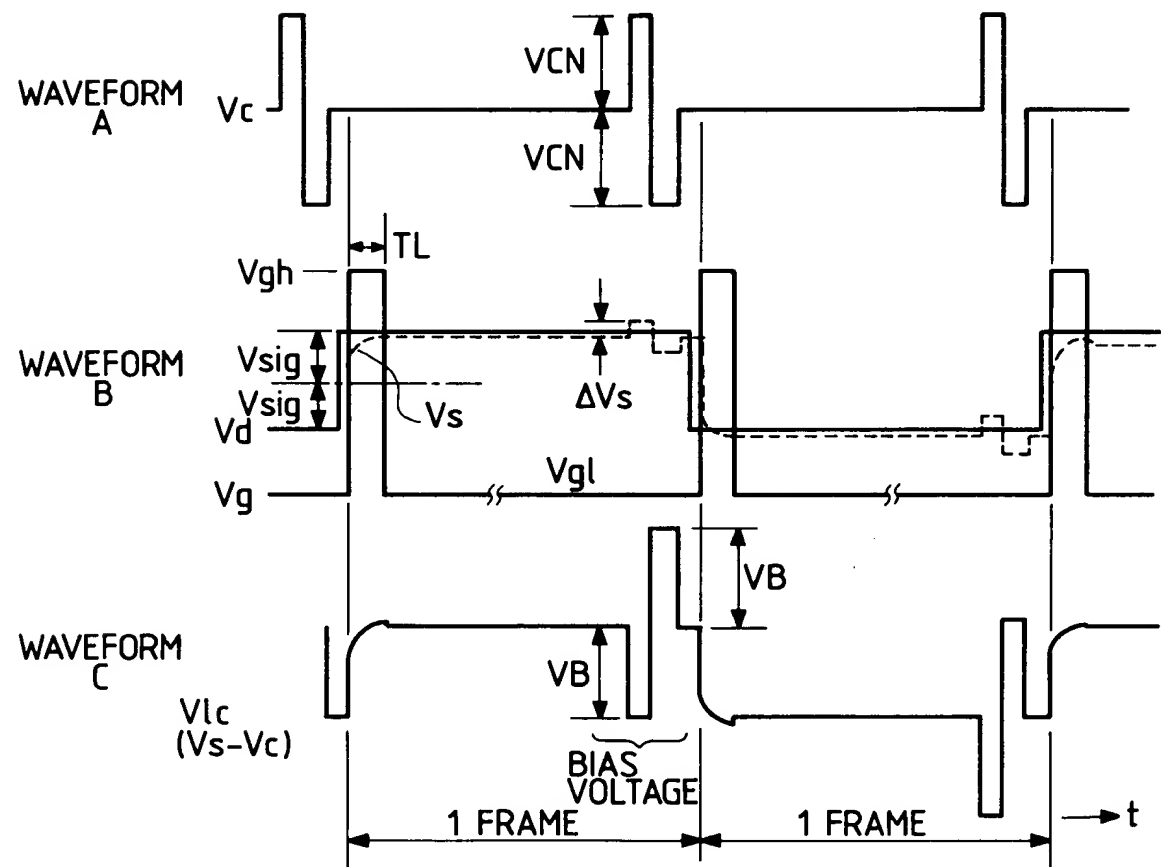 WAVEFORM
A
Vc
VCN
VCN
TL
Vgh
WAVEFORM
B
Vsig
Vsig
Vs
ΔVs
Vd
Vg
Vgl
WAVEFORM
C
VB
VB
Vlc
(Vs-Vc)
BIAS
VOLTAGE
1 FRAME
1 FRAME
t